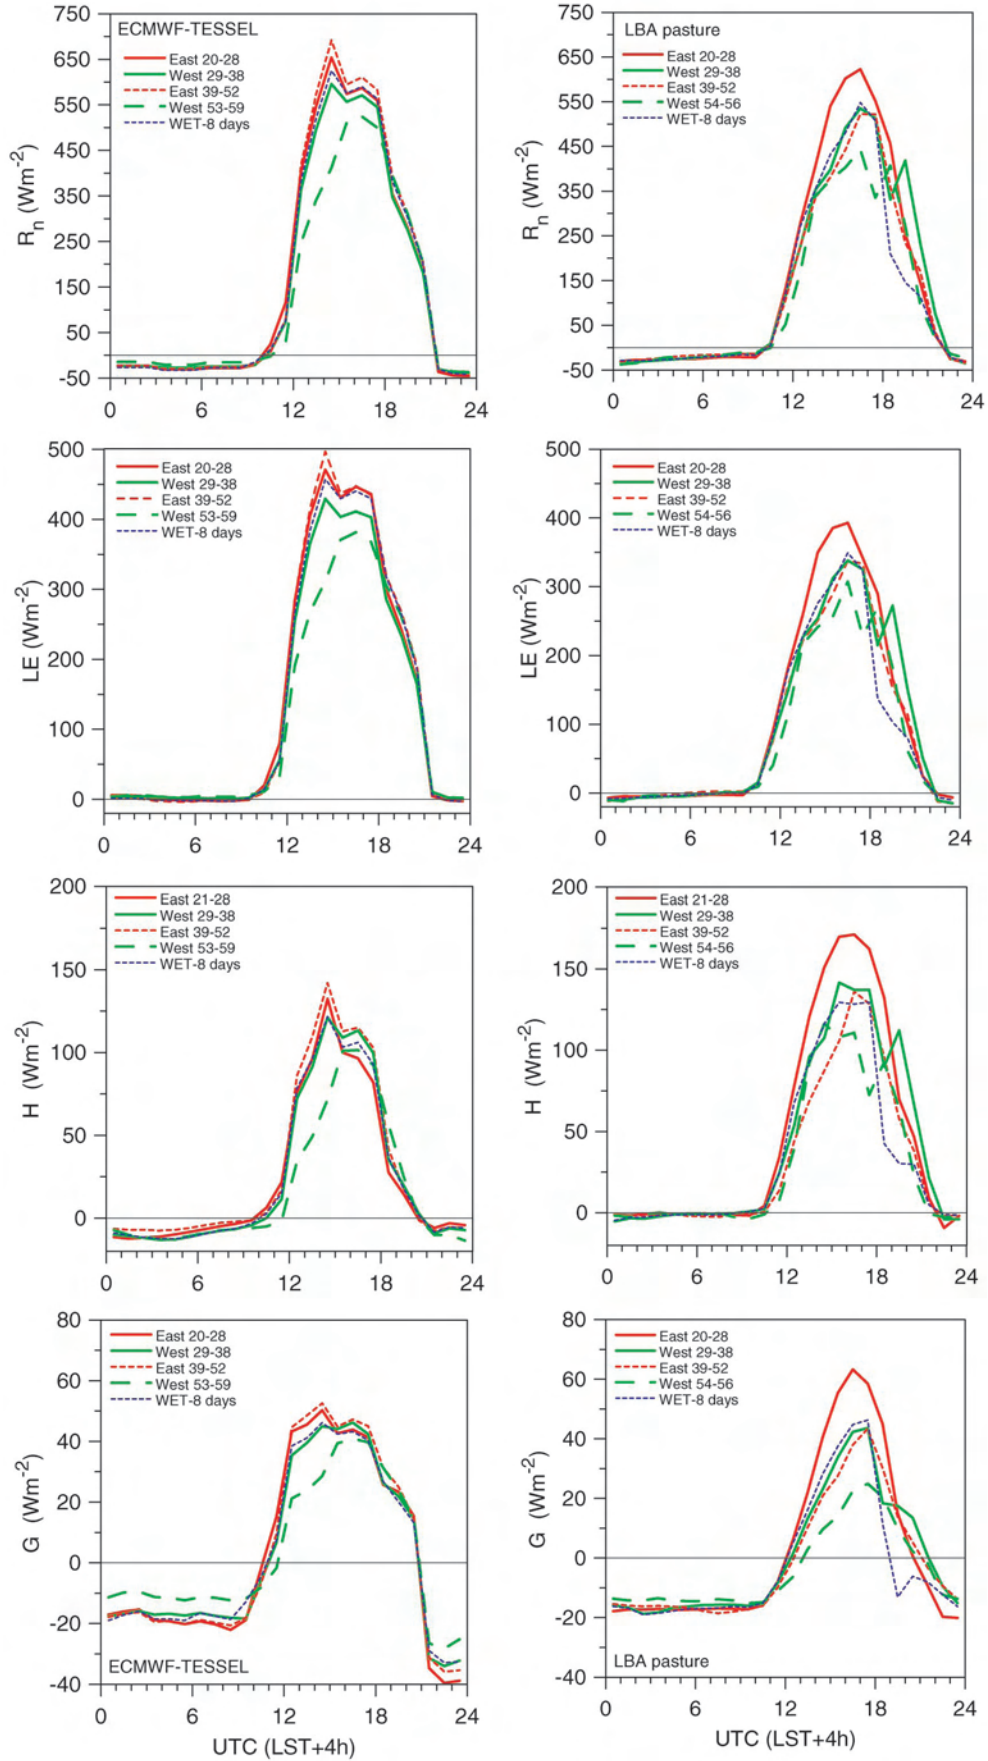 ECMWF-TESSEL
East 20-28
West 29-38
East 39-52
West 53-59
WET-8 days
Rn (Wm-2)
750
650
550
450
350
250
150
50
-50
0 6 12 18 24
LBA pasture
East 20-28
West 29-38
East 39-52
West 54-56
WET-8 days
Rn (Wm-2)
750
650
550
450
350
250
150
50
-50
0 6 12 18 24
East 20-28
West 29-38
East 39-52
West 53-59
WET-8 days
LE (Wm-2)
500
400
300
200
100
0
0 6 12 18 24
East 20-28
West 29-38
East 39-52
West 54-56
WET-8 days
LE (Wm-2)
500
400
300
200
100
0
0 6 12 18 24
East 21-28
West 29-38
East 39-52
West 53-59
WET-8 days
H (Wm-2)
200
150
100
50
0
0 6 12 18 24
East 21-28
West 29-38
East 39-52
West 54-56
WET-8 days
H (Wm-2)
200
150
100
50
0
0 6 12 18 24
East 20-28
West 29-38
East 39-52
West 53-59
WET-8 days
G (Wm-2)
80
60
40
20
0
-20
-40
ECMWF-TESSEL
0 6 12 18 24
UTC (LST+4h)
East 20-28
West 29-38
East 39-52
West 54-56
WET-8 days
G (Wm-2)
80
60
40
20
0
-20
-40
LBA pasture
0 6 12 18 24
UTC (LST+4h)